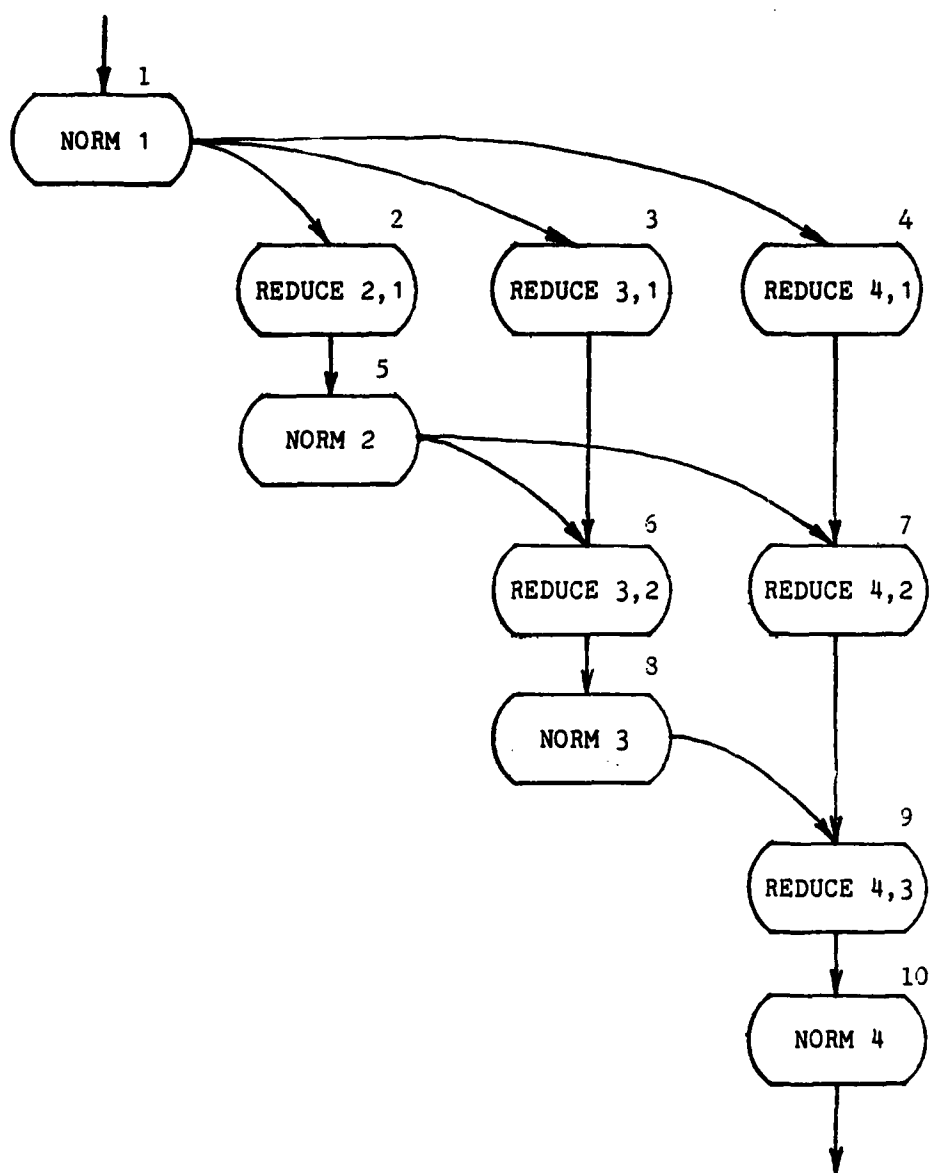 1
NORM 1
2
3
4
REDUCE 2,1
REDUCE 3,1
REDUCE 4,1
5
NORM 2
6
7
REDUCE 3,2
REDUCE 4,2
8
NORM 3
9
REDUCE 4,3
10
NORM 4